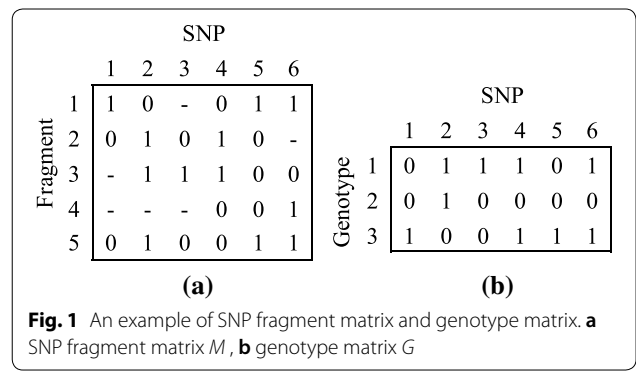 SNP
1 2 3 4 5 6
Fragment
1 1 0 - 0 1 1
2 0 1 0 1 0 -
3 - 1 1 1 0 0
4 - - - 0 0 1
5 0 1 0 0 1 1
(a)
SNP
1 2 3 4 5 6
Genotype
1 0 1 1 1 0 1
2 0 1 0 0 0 0
3 1 0 0 1 1 1
(b)
Fig. 1 An example of SNP fragment matrix and genotype matrix. a
SNP fragment matrix M , b genotype matrix G